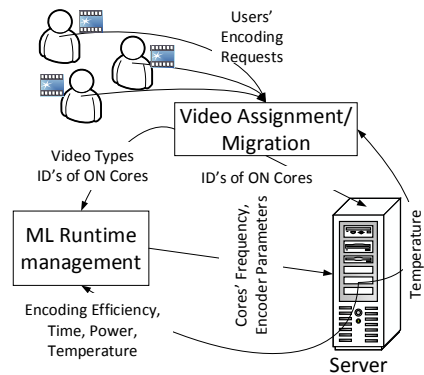 Users'
Encoding
Requests
Video Assignment/
Migration
Video Types
ID's of ON Cores
ID's of ON Cores
ML Runtime
management
Cores' Frequency,
Encoder Parameters
Temperature
Encoding Efficiency,
Time, Power,
Temperature
Server